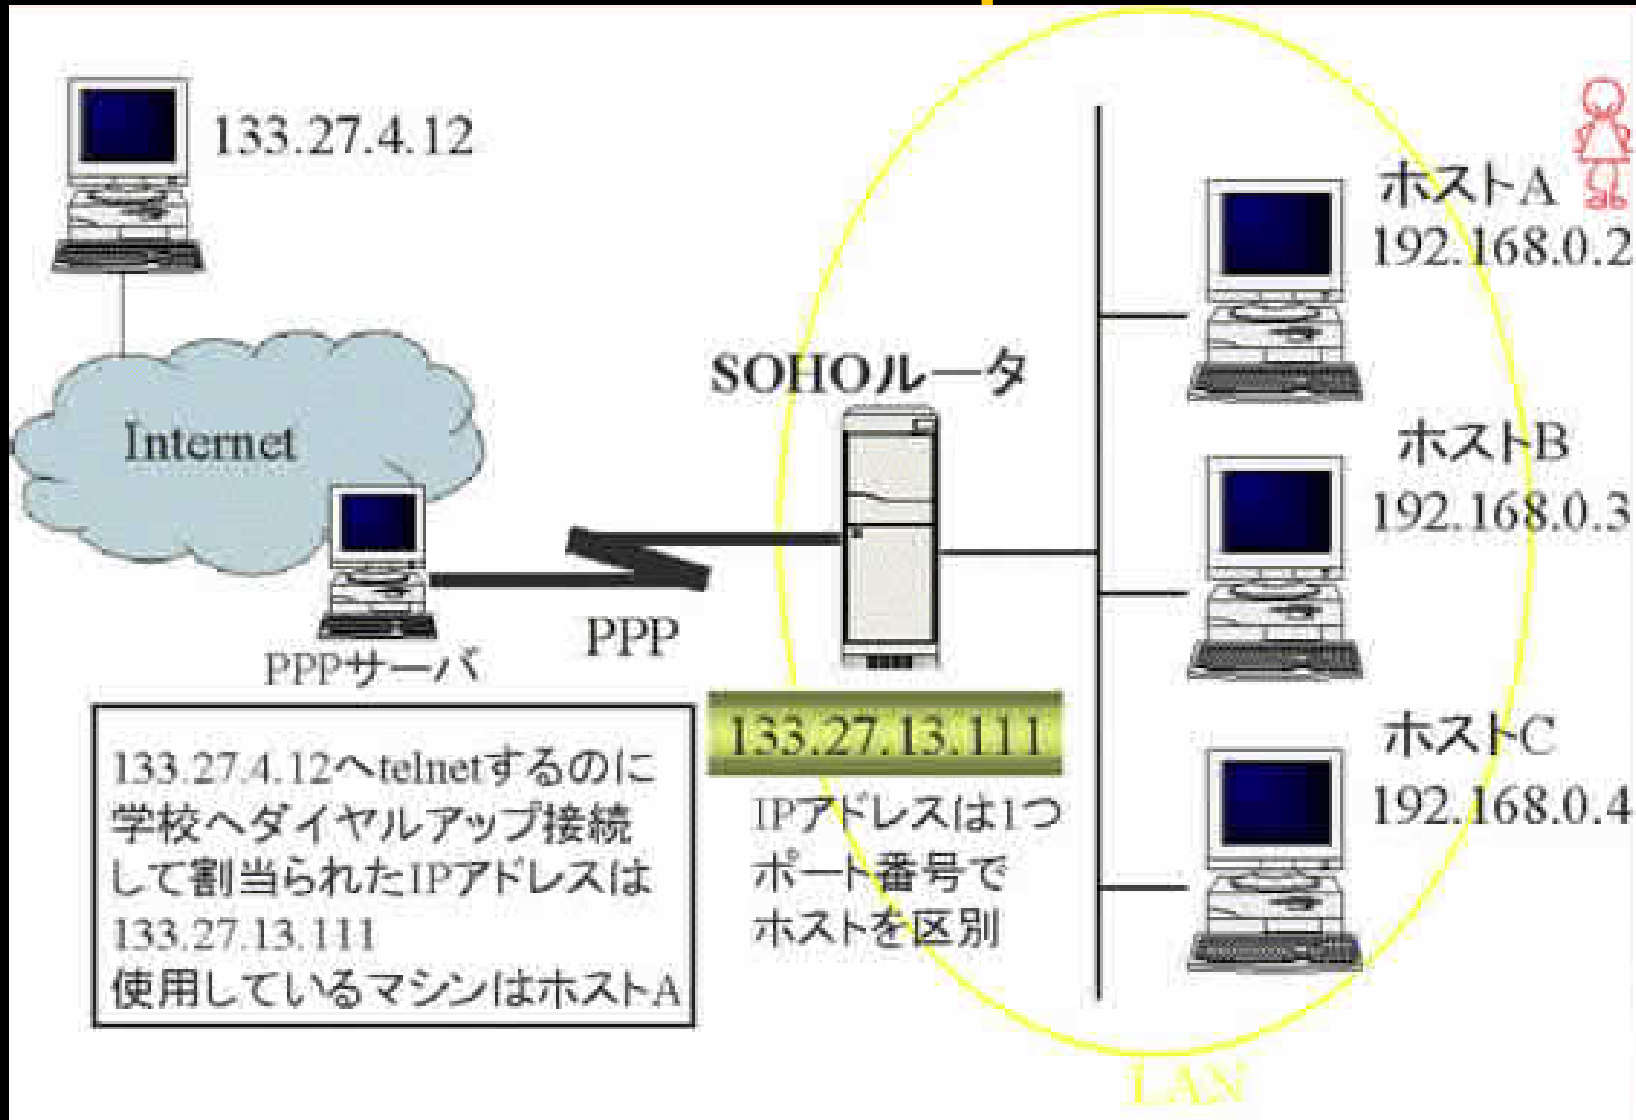 133.27.4.12
Internet
PPPサーバ
PPP
SOHOルータ
ホストA
192.168.0.2
ホストB
192.168.0.3
ホストC
192.168.0.4
133.27.13.111
IPアドレスは1つ
ポート番号で
ホストを区別
133.27.4.12へtelnetするのに
学校へダイヤルアップ接続
して割当られたIPアドレスは
133.27.13.111
使用しているマシンはホストA
LAN